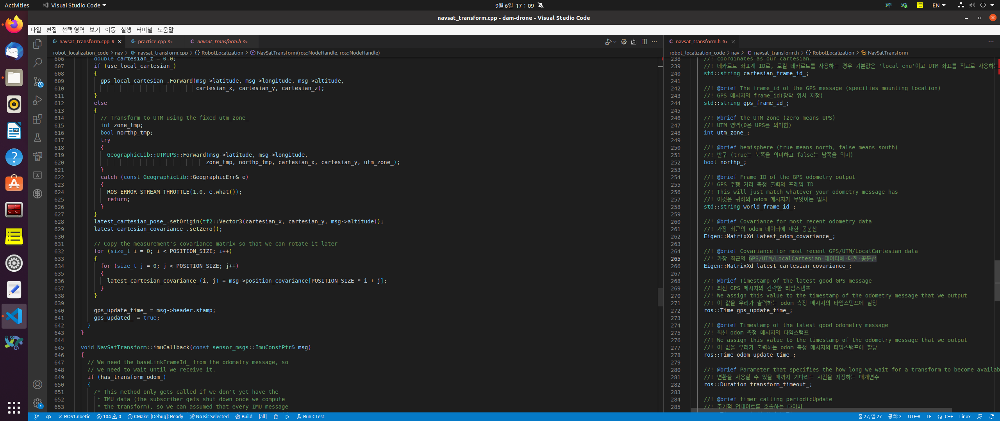 Activities
Visual Studio Code
9월 6일 17 : 09
EN
navsat_transform.cpp - dam-drone - Visual Studio Code
파일 편집 선택 영역 보기 이동 실행 터미널 도움말
navsat_transform.cpp 8
practice.cpp 9+
navsat_transform.h 9+
robot_localization_code > nav > navsat_transform.cpp > {} RobotLocalization > NavSatTransform(ros::NodeHandle, ros::NodeHandle)
606 double cartesian_z = 0.0;
607 if (use_local_cartesian_)
608 {
609 gps_local_cartesian_.Forward(msg->latitude, msg->longitude, msg->altitude,
610 cartesian_x, cartesian_y, cartesian_z);
611 }
612 else
613 {
614 // Transform to UTM using the fixed utm_zone_
615 int zone_tmp;
616 bool northp_tmp;
617 try
618 {
619 GeographicLib::UTMUPS::Forward(msg->latitude, msg->longitude,
620 zone_tmp, northp_tmp, cartesian_x, cartesian_y, utm_zone_);
621 }
622 catch (const GeographicLib::GeographicErr& e)
623 {
624 ROS_ERROR_STREAM_THROTTLE(1.0, e.what());
625 return;
626 }
627 }
628 latest_cartesian_pose_.setOrigin(tf2::Vector3(cartesian_x, cartesian_y, msg->altitude));
629 latest_cartesian_covariance_.setZero();
630
631 // Copy the measurement's covariance matrix so that we can rotate it later
632 for (size_t i = 0; i < POSITION_SIZE; i++)
633 {
634 for (size_t j = 0; j < POSITION_SIZE; j++)
635 {
636 latest_cartesian_covariance_(i, j) = msg->position_covariance[POSITION_SIZE * i + j];
637 }
638 }
639
640 gps_update_time_ = msg->header.stamp;
641 gps_updated_ = true;
642 }
643 }
644
645 void NavSatTransform::imuCallback(const sensor_msgs::ImuConstPtr& msg)
646 {
647 // We need the baseLinkFrameId_ from the odometry message, so
648 // we need to wait until we receive it.
649 if (has_transform_odom_)
650 {
651 /* This method only gets called if we don't yet have the
652 * IMU data (the subscriber gets shut down once we compute
653 * the transform), so we can assumed that every IMU message
navsat_transform.h 9+
robot_localization_code > nav > navsat_transform.h > {} RobotLocalization > NavSatTransform
238 //! coordinates as our cartesian.
239 //! 데카르트 좌표계 ID로, 로컬 데카르트를 사용하는 경우 기본값은 'local_enu'이고 UTM 좌표를 직교로 사용하는
240 std::string cartesian_frame_id_;
241
242 //! @brief The frame_id of the GPS message (specifies mounting location)
243 //! GPS 메시지의 frame_id(장착 위치 지정)
244 std::string gps_frame_id_;
245
246 //! @brief the UTM zone (zero means UPS)
247 //! UTM 영역(0은 UPS를 의미함)
248 int utm_zone_;
249
250 //! @brief hemisphere (true means north, false means south)
251 //! 반구 (true는 북쪽을 의미하고 false는 남쪽을 의미)
252 bool northp_;
253
254 //! @brief Frame ID of the GPS odometry output
255 //! GPS 주행 거리 측정 출력의 프레임 ID
256 //! This will just match whatever your odometry message has
257 //! 이것은 귀하의 odom 메시지가 무엇이든 일치
258 std::string world_frame_id_;
259
260 //! @brief Covariance for most recent odometry data
261 //! 가장 최근의 odom 데이터에 대한 공분산
262 Eigen::MatrixXd latest_odom_covariance_;
263
264 //! @brief Covariance for most recent GPS/UTM/LocalCartesian data
265 //! 가장 최근의 GPS/UTM/LocalCartesian 데이터에 대한 공분산
266 Eigen::MatrixXd latest_cartesian_covariance_;
267
268 //! @brief Timestamp of the latest good GPS message
269 //! 최신 GPS 메시지의 간략한 타임스탬프
270 //! We assign this value to the timestamp of the odometry message that we output
271 //! 이 값을 우리가 출력하는 odom 측정 메시지의 타임스탬프에 할당
272 ros::Time gps_update_time_;
273
274 //! @brief Timestamp of the latest good odometry message
275 //! 최신 odom 측정 메시지의 타임스탬프
276 //! We assign this value to the timestamp of the odometry message that we output
277 //! 이 값을 우리가 출력하는 odom 측정 메시지의 타임스탬프에 할당
278 ros::Time odom_update_time_;
279
280 //! @brief Parameter that specifies the how long we wait for a transform to become availab
281 //! 변환을 사용할 수 있을 때까지 기다리는 시간을 지정하는 매개변수
282 ros::Duration transform_timeout_;
283
284 //! @brief timer calling periodicUpdate
285 //! 주기적 업데이트를 호출하는 타이머
1
ROS1.noetic 104 0 CMake: [Debug]: Ready No Kit Selected Build [all] Run CTest
줄 27, 열 27 공백: 2 UTF-8 LF C++ Linux